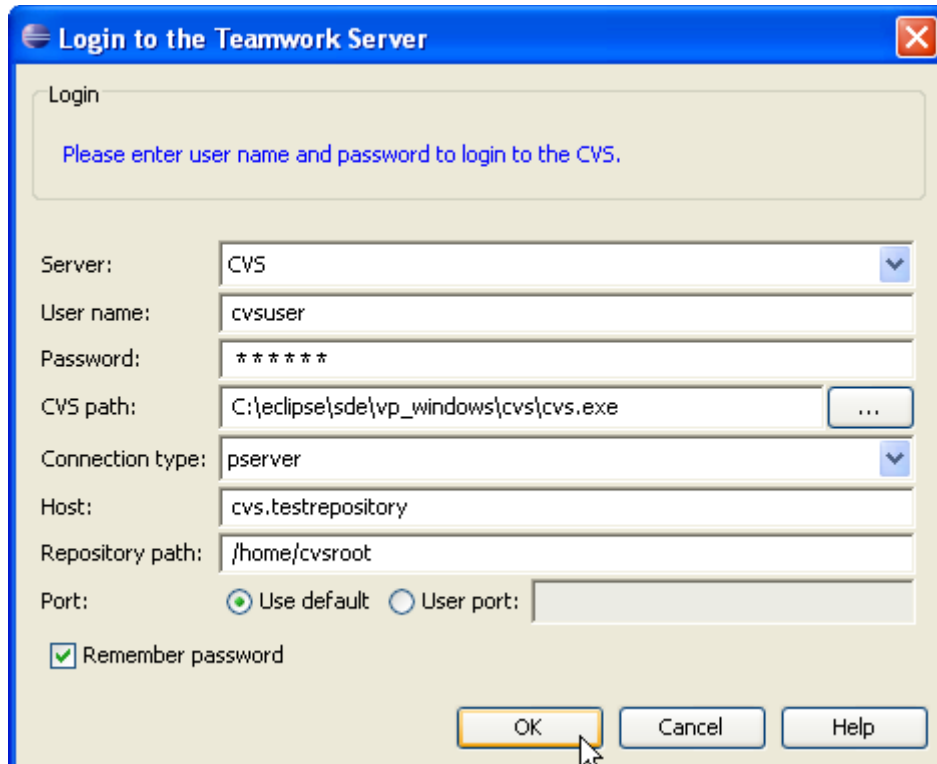 Login to the Teamwork Server
Login
Please enter user name and password to login to the CVS.
Server: CVS
User name: cvsuser
Password: ******
CVS path: C:\eclipse\sde\vp_windows\cvs\cvs.exe ...
Connection type: pserver
Host: cvs.testrepository
Repository path: /home/cvsroot
Port: Use default User port:
Remember password
OK Cancel Help